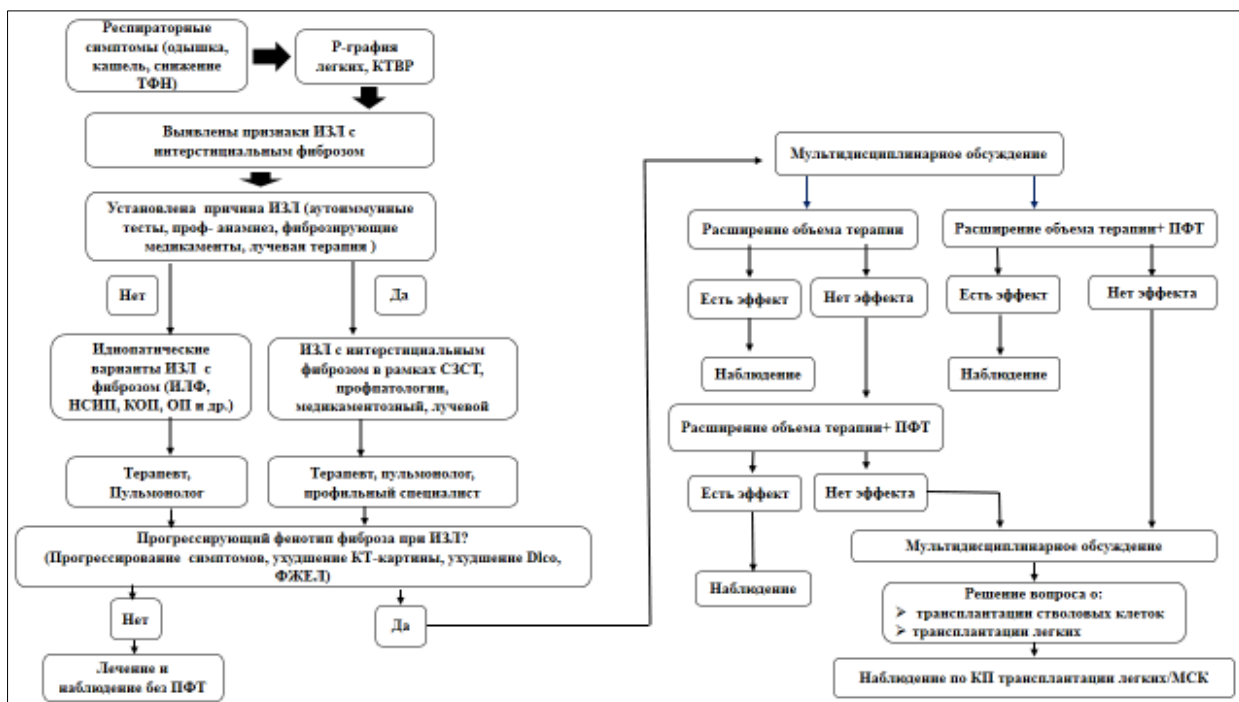 Респираторные
симптомы (одышка,
кашель, снижение
ТФН)
Р-графия
легких, КТВР
Выявлены признаки ИЗЛ с
интерстициальным фиброзом
Установлена причина ИЗЛ (аутоиммунные
тесты, проф- анамнез, фиброзирующие
медикаменты, лучевая терапия )
Нет
Да
Идиопатические
варианты ИЗЛ с
фиброзом (ИЛФ,
НСИП, КОП, ОП и др.)
ИЗЛ с интерстициальным
фиброзом в рамках СЗСТ,
профпатологии,
медикаментозный, лучевой
Терапевт,
Пульмонолог
Терапевт, пульмонолог,
профильный специалист
Прогрессирующий фенотип фиброза при ИЗЛ?
(Прогрессирование симптомов, ухудшение КТ-картины, ухудшение Dlco,
ФЖЕЛ)
Нет
Да
Лечение и
наблюдение без ПФТ
Мультидисциплинарное обсуждение
Расширение объема терапии
Расширение объема терапии+ ПФТ
Есть эффект
Нет эффекта
Есть эффект
Нет эффекта
Наблюдение
Наблюдение
Расширение объема терапии+ ПФТ
Есть эффект
Нет эффекта
Наблюдение
Мультидисциплинарное обсуждение
Решение вопроса о:
➢ трансплантации стволовых клеток
➢ трансплантации легких
Наблюдение по КП трансплантации легких/МСК